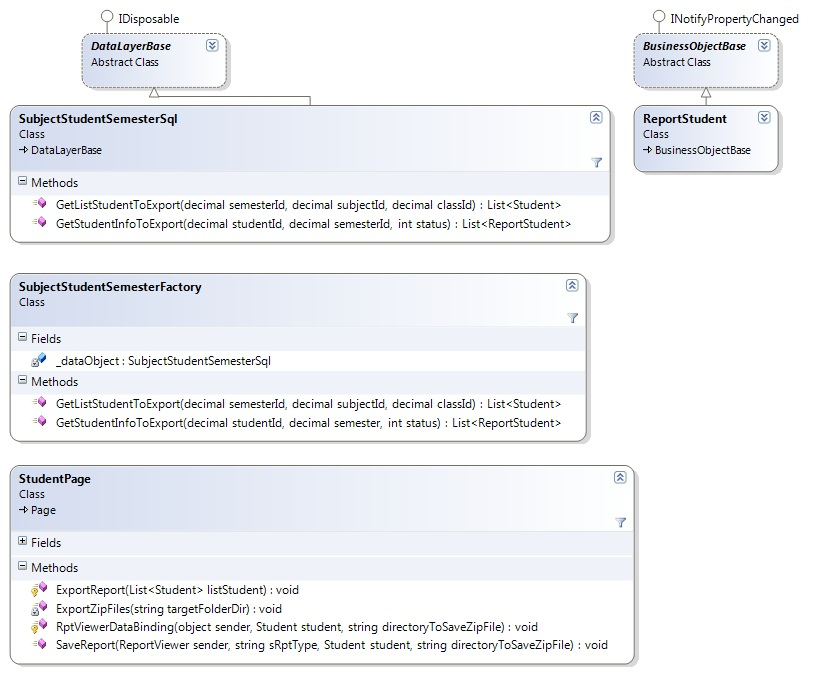 IDisposable
DataLayerBase
Abstract Class
INotifyPropertyChanged
BusinessObjectBase
Abstract Class
SubjectStudentSemesterSql
Class
DataLayerBase
Methods
GetListStudentToExport(decimal semesterId, decimal subjectId, decimal classId) : List<Student>
GetStudentInfoToExport(decimal studentId, decimal semesterId, int status) : List<ReportStudent>
ReportStudent
Class
BusinessObjectBase
SubjectStudentSemesterFactory
Class
Fields
_dataObject : SubjectStudentSemesterSql
Methods
GetListStudentToExport(decimal semesterId, decimal subjectId, decimal classId) : List<Student>
GetStudentInfoToExport(decimal studentId, decimal semester, int status) : List<ReportStudent>
StudentPage
Class
Page
Fields
Methods
ExportReport(List<Student> listStudent) : void
ExportZipFiles(string targetFolderDir) : void
RptViewerDataBinding(object sender, Student student, string directoryToSaveZipFile) : void
SaveReport(ReportViewer sender, string sRptType, Student student, string directoryToSaveZipFile) : void